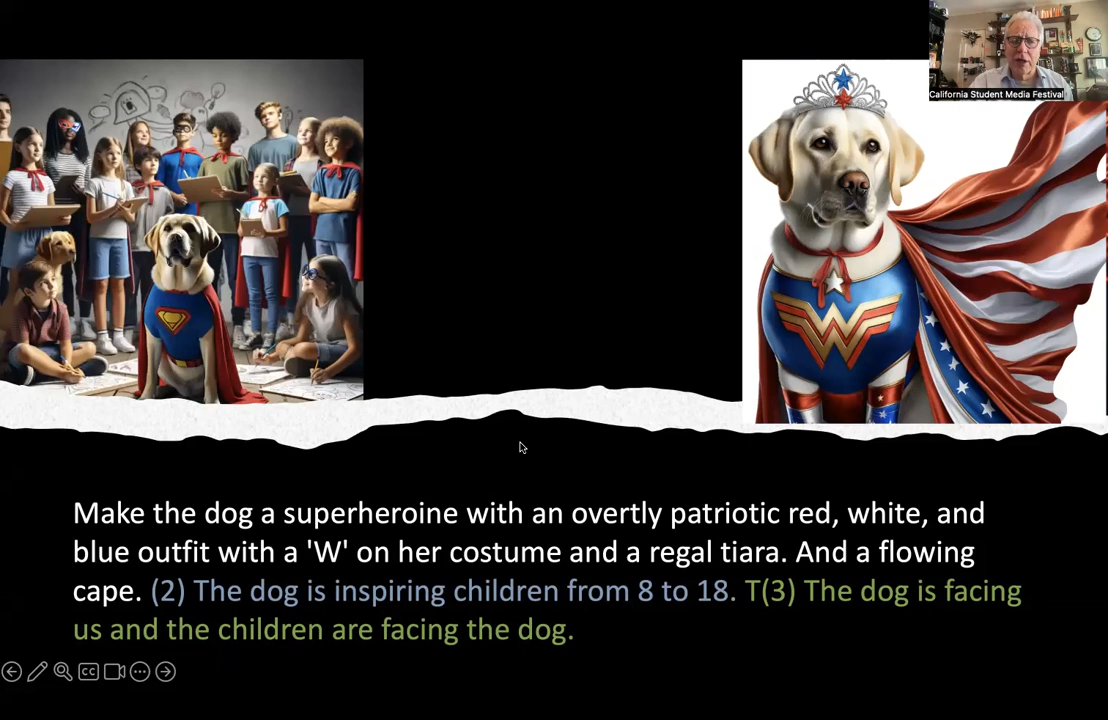 California Student Media Festival
W
Make the dog a superheroine with an overtly patriotic red, white, and
blue outfit with a 'W' on her costume and a regal tiara. And a flowing
cape. (2) The dog is inspiring children from 8 to 18. T(3) The dog is facing
us and the children are facing the dog.
CC